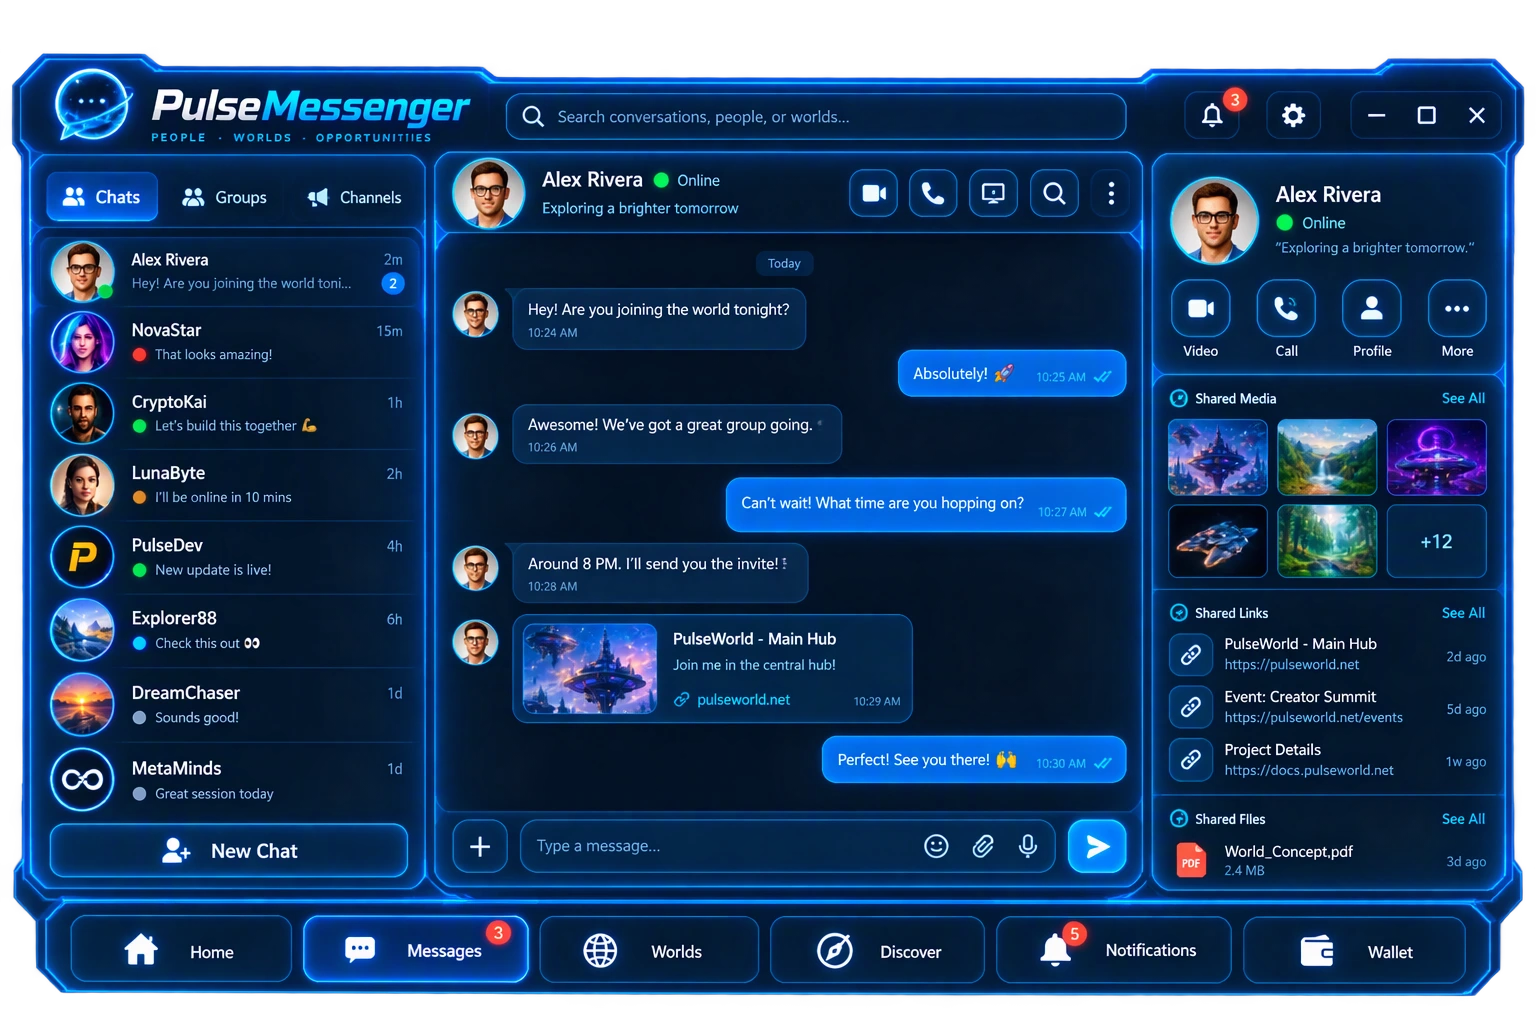 PulseMessenger
PEOPLE · WORLDS · OPPORTUNITIES
Search conversations, people, or worlds...
3
Chats
Groups
Channels
Alex Rivera
2m
Hey! Are you joining the world toni...
2
NovaStar
15m
That looks amazing!
CryptoKai
1h
Let's build this together 💪
LunaByte
2h
I'll be online in 10 mins
P
PulseDev
4h
New update is live!
Explorer88
6h
Check this out 👀
DreamChaser
1d
Sounds good!
MetaMinds
1d
Great session today
New Chat
Alex Rivera Online
Exploring a brighter tomorrow
Today
Hey! Are you joining the world tonight?
10:24 AM
Absolutely! 🚀 10:25 AM
Awesome! We've got a great group going.
10:26 AM
Can't wait! What time are you hopping on? 10:27 AM
Around 8 PM. I'll send you the invite!
10:28 AM
PulseWorld - Main Hub
Join me in the central hub!
pulseworld.net
10:29 AM
Perfect! See you there! 🙌 10:30 AM
Type a message...
Alex Rivera
Online
“Exploring a brighter tomorrow.”
Video
Call
Profile
More
Shared Media
See All
+12
Shared Links
See All
PulseWorld - Main Hub
https://pulseworld.net
2d ago
Event: Creator Summit
https://pulseworld.net/events
5d ago
Project Details
https://docs.pulseworld.net
1w ago
Shared FIles
See All
PDF
World_Concept,pdf
2.4 MB
3d ago
Home
Messages
3
Worlds
Discover
5
Notifications
Wallet